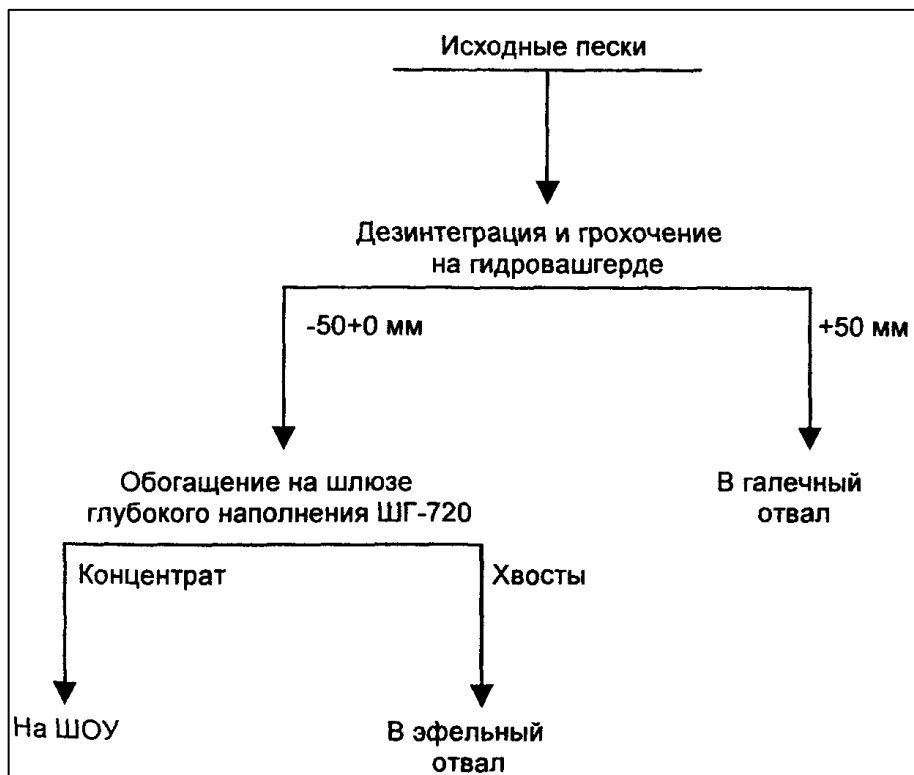 Исходные пески
Дезинтеграция и грохочение
на гидровашгерде
-50+0 мм
+50 мм
Обогащение на шлюзе
глубокого наполнения ШГ-720
В галечный
отвал
Концентрат
Хвосты
На ШОУ
В эфельный
отвал